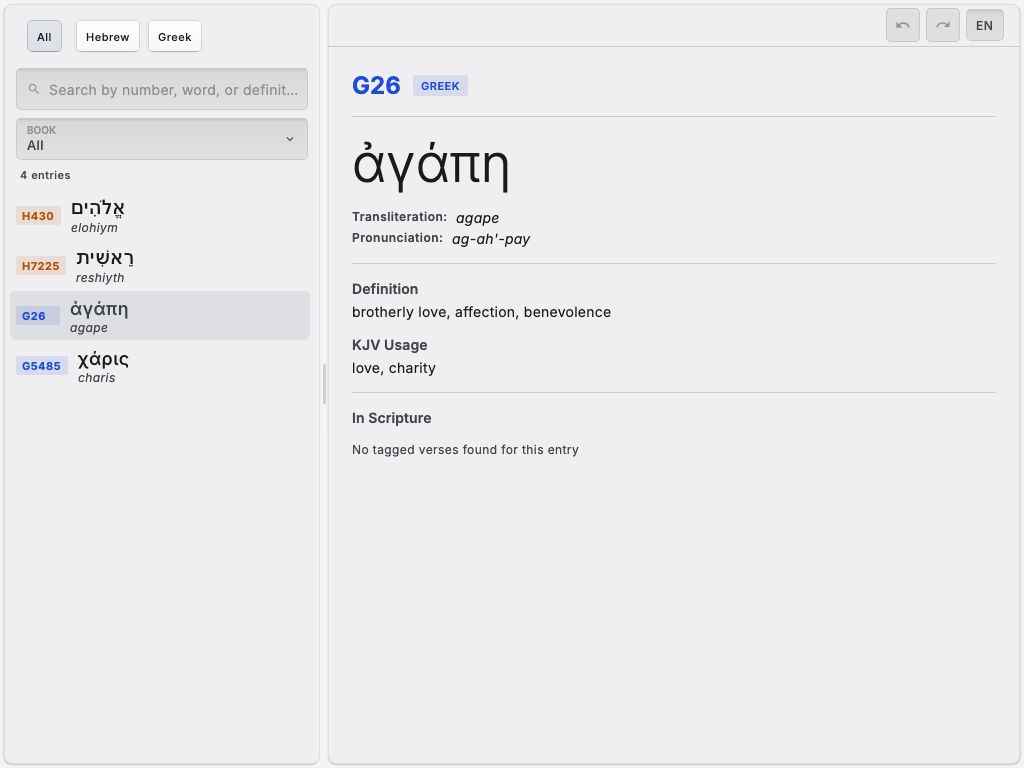 All
Hebrew
Greek
Search by number, word, or definit...
BOOK
All
4 entries
H430
אֱלֹהִים
elohiym
H7225
רֵאשִׁית
reshiyth
G26
ἀγάπη
agape
G5485
χάρις
charis
EN
G26
GREEK
ἀγάπη
Transliteration: agape
Pronunciation: ag-ah'-pay
Definition
brotherly love, affection, benevolence
KJV Usage
love, charity
In Scripture
No tagged verses found for this entry